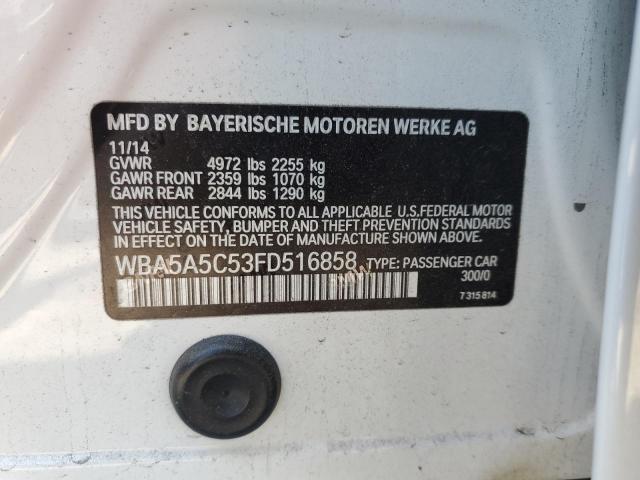 MFD BY BAYERISCHE MOTOREN WERKE AG
11/14
GVWR 4972 lbs 2255 kg
GAWR FRONT 2359 lbs 1070 kg
GAWR REAR 2844 lbs 1290 kg
THIS VEHICLE CONFORMS TO ALL APPLICABLE U.S.FEDERAL MOTOR
VEHICLE SAFETY, BUMPER, AND THEFT PREVENTION STANDARDS
IN EFFECT ON THE DATE OF MANUFACTURE SHOWN ABOVE.
WBA5A5C53FD516858 TYPE: PASSENGER CAR
300/0
7315814